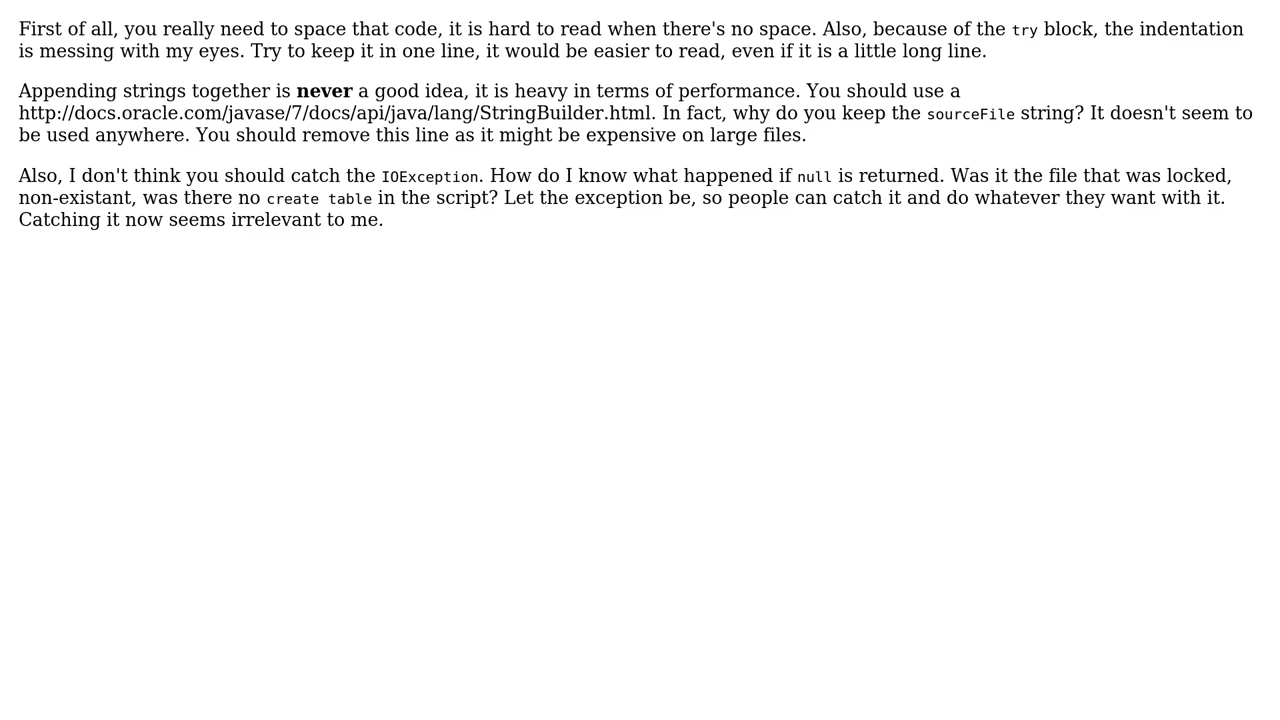 First of all, you really need to space that code, it is hard to read when there's no space. Also, because of the try block, the indentation
is messing with my eyes. Try to keep it in one line, it would be easier to read, even if it is a little long line.
Appending strings together is never a good idea, it is heavy in terms of performance. You should use a
http://docs.oracle.com/javase/7/docs/api/java/lang/StringBuilder.html. In fact, why do you keep the sourceFile string? It doesn't seem to
be used anywhere. You should remove this line as it might be expensive on large files.
Also, I don't think you should catch the IOException. How do I know what happened if null is returned. Was it the file that was locked,
non-existant, was there no create table in the script? Let the exception be, so people can catch it and do whatever they want with it.
Catching it now seems irrelevant to me.